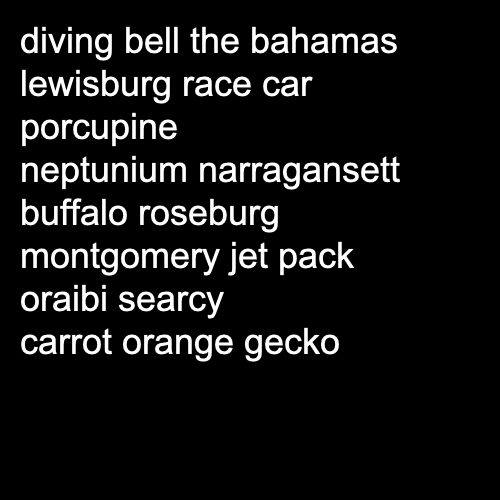 diving bell the bahamas
lewisburg race car
porcupine
neptunium narragansett
buffalo roseburg
montgomery jet pack
oraibi searcy
carrot orange gecko